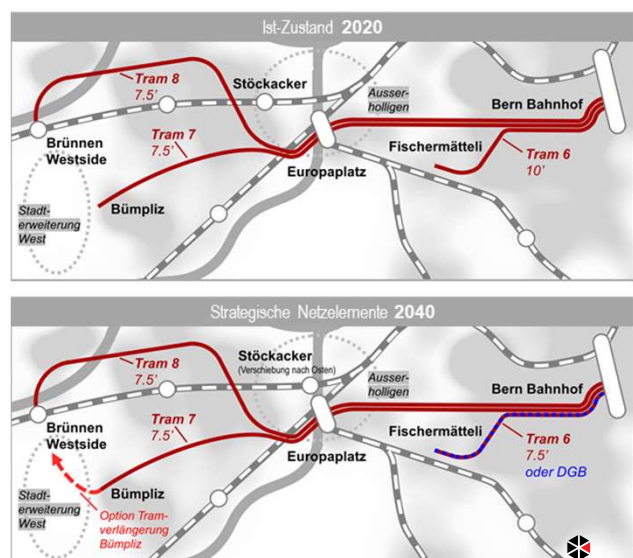 Ist-Zustand 2020
Tram 8
7.5'
Stöckacker
Ausser-
holligen
Bern Bahnhof
Tram 7
7.5'
Brünnen
Westside
Fischermätteli
Tram 6
10'
Europaplatz
Stadt-
erweiterung
West
Bümpliz
Strategische Netzelemente 2040
Stöckacker
(Verschiebung nach Osten)
Tram 8
7.5'
Ausser-
holligen
Bern Bahnhof
Tram 7
7.5'
Brünnen
Westside
Fischermätteli
Tram 6
7.5'
oder DGB
Europaplatz
Stadt-
erweiterung
West
Bümpliz
Option Tram-
verlängerung
Bümpliz